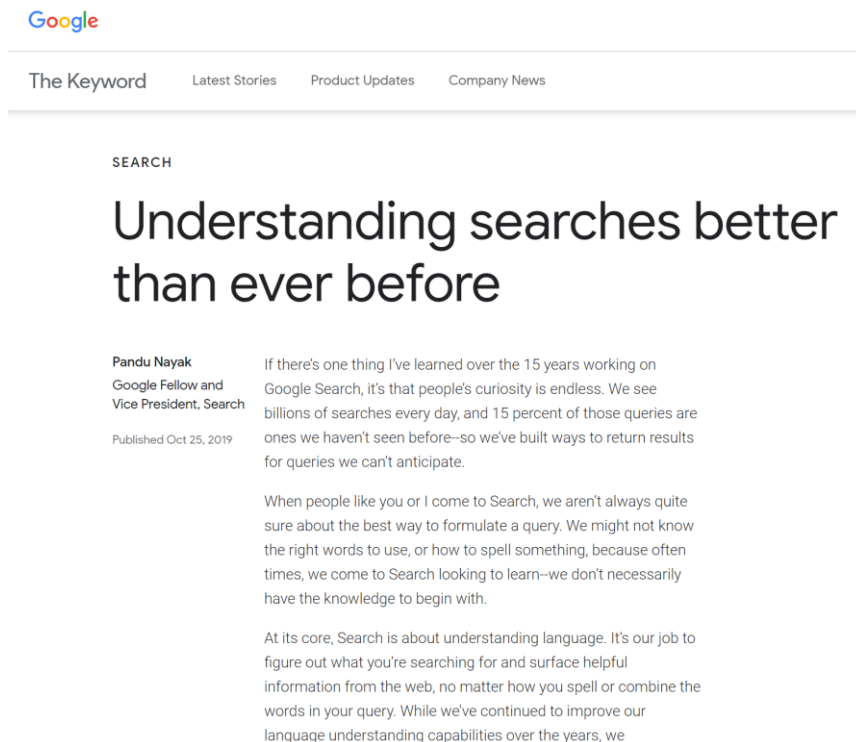 Google
The Keyword Latest Stories Product Updates Company News
SEARCH
Understanding searches better
than ever before
Pandu Nayak
Google Fellow and
Vice President, Search
Published Oct 25, 2019
If there's one thing I've learned over the 15 years working on
Google Search, it's that people's curiosity is endless. We see
billions of searches every day, and 15 percent of those queries are
ones we haven't seen before--so we've built ways to return results
for queries we can't anticipate.
When people like you or I come to Search, we aren't always quite
sure about the best way to formulate a query. We might not know
the right words to use, or how to spell something, because often
times, we come to Search looking to learn--we don't necessarily
have the knowledge to begin with.
At its core, Search is about understanding language. It's our job to
figure out what you're searching for and surface helpful
information from the web, no matter how you spell or combine the
words in your query. While we've continued to improve our
language understanding capabilities over the years, we